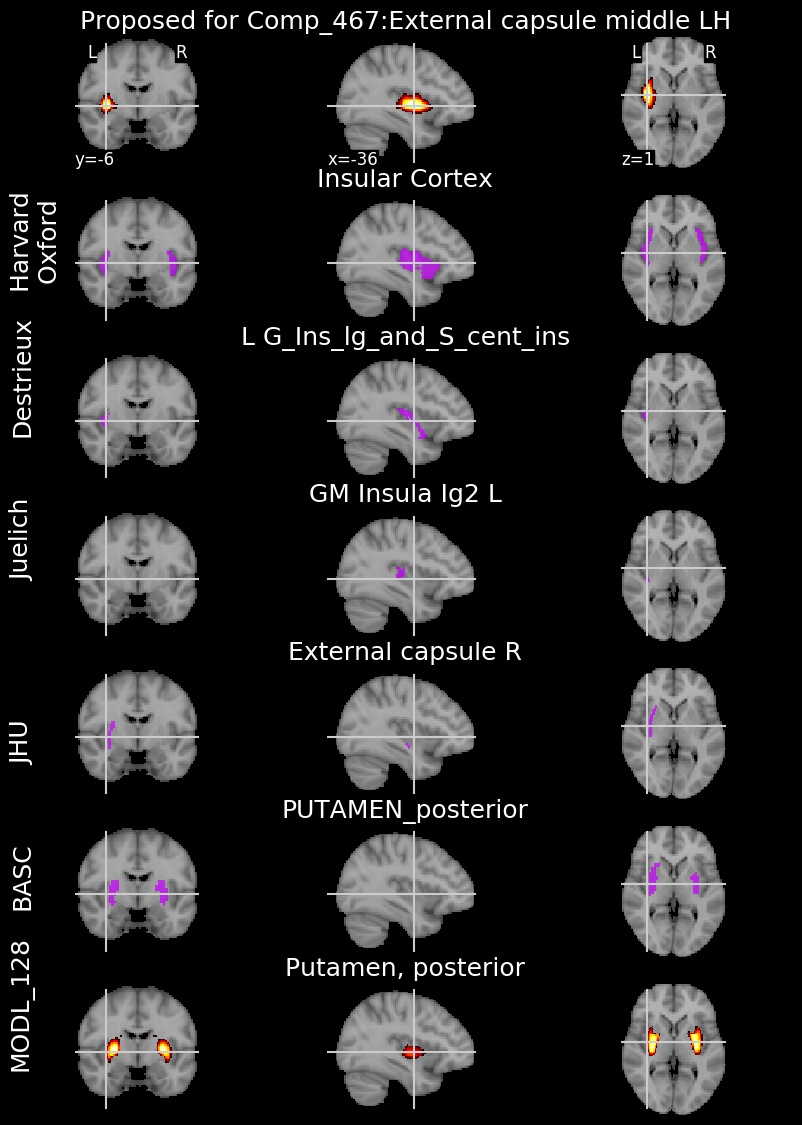 Proposed for Comp_467:External capsule middle LH
L R
L R
y=-6
x=-36
z=1
Insular Cortex
Harvard
Oxford
L G_Ins_lg_and_S_cent_ins
Destrieux
GM Insula Ig2 L
Juelich
External capsule R
JHU
PUTAMEN_posterior
BASC
Putamen, posterior
MODL_128